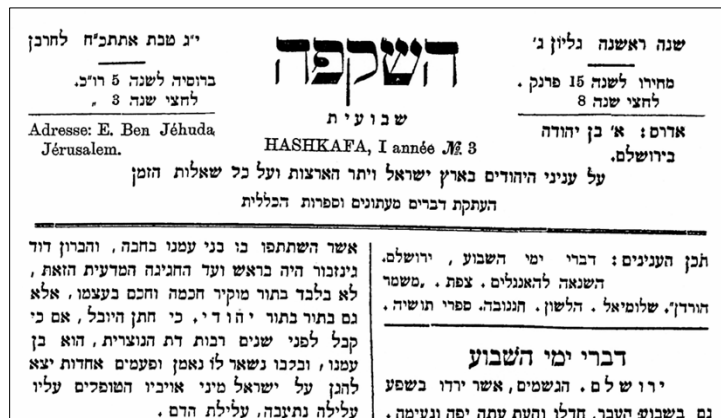 שנה ראשנה גליון ג׳
מחירו לשנה 15 פרנק.
לחצי שנה 8
אדרס: א׳ בן יהודה
בירושלם.
השקפה
שבועית
HASHKAFA, I année № 3
י״ג טבת אתתכ״ח לחרבן
ברוסיה לשנה 5 רו״כ.
לחצי שנה 3 „
Adresse: E. Ben Jéhuda
Jérusalem.
על עניני היהודים בארץ ישראל ויתר הארצות ועל כל שאלות הזמן
העתקת דברים מעתונים וספרות הכללית
תכן הענינים: דברי ימי השבוע, ירושלם.
השנאה להאנגלים. צפת. „משמר
הורדן״. שלומיאל. הלשון. חננובה. ספרי תושיה.
דברי ימי השבוע
ירושלם. הגשמים, אשר ירדו בשפע
גם בשבוע העבר, חדלו והעת עתה יפה ונעימה.
אשר השתתפו בו בני עמנו בחבה, והברון דוד
גינזבור היה בראש ועד החגיגה המדעית הזאת,
לא בלבד בתור מוקיר חכמה וחכם בעצמו, אלא
גם בתור בתור יהודי. כי חתן היובל, אם כי
קבל לפני שנים רבות דת הנוצרית, הוא בן
עמנו, ובלבו נשאר לו נאמן ופעמים אחדות יצא
להגן על ישראל מיני אויביו הטופלים עליו
עלילה נתעבה, עלילת הדם.